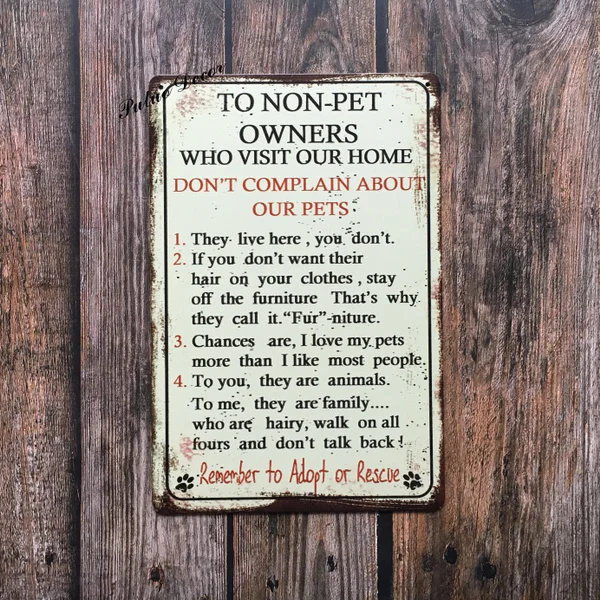 TO NON-PET
OWNERS
WHO VISIT OUR HOME
DON'T COMPLAIN ABOUT
OUR PETS
1. They live here , you don't.
2. If you don't want their
hair on your clothes , stay
off the furniture That's why
they call it."Fur"-niture.
3. Chances are, I love my pets
more than I like most people.
4. To you, they are animals.
To me, they are family....
who are hairy, walk on all
fours and don't talk back!
Remember to Adopt or Rescue